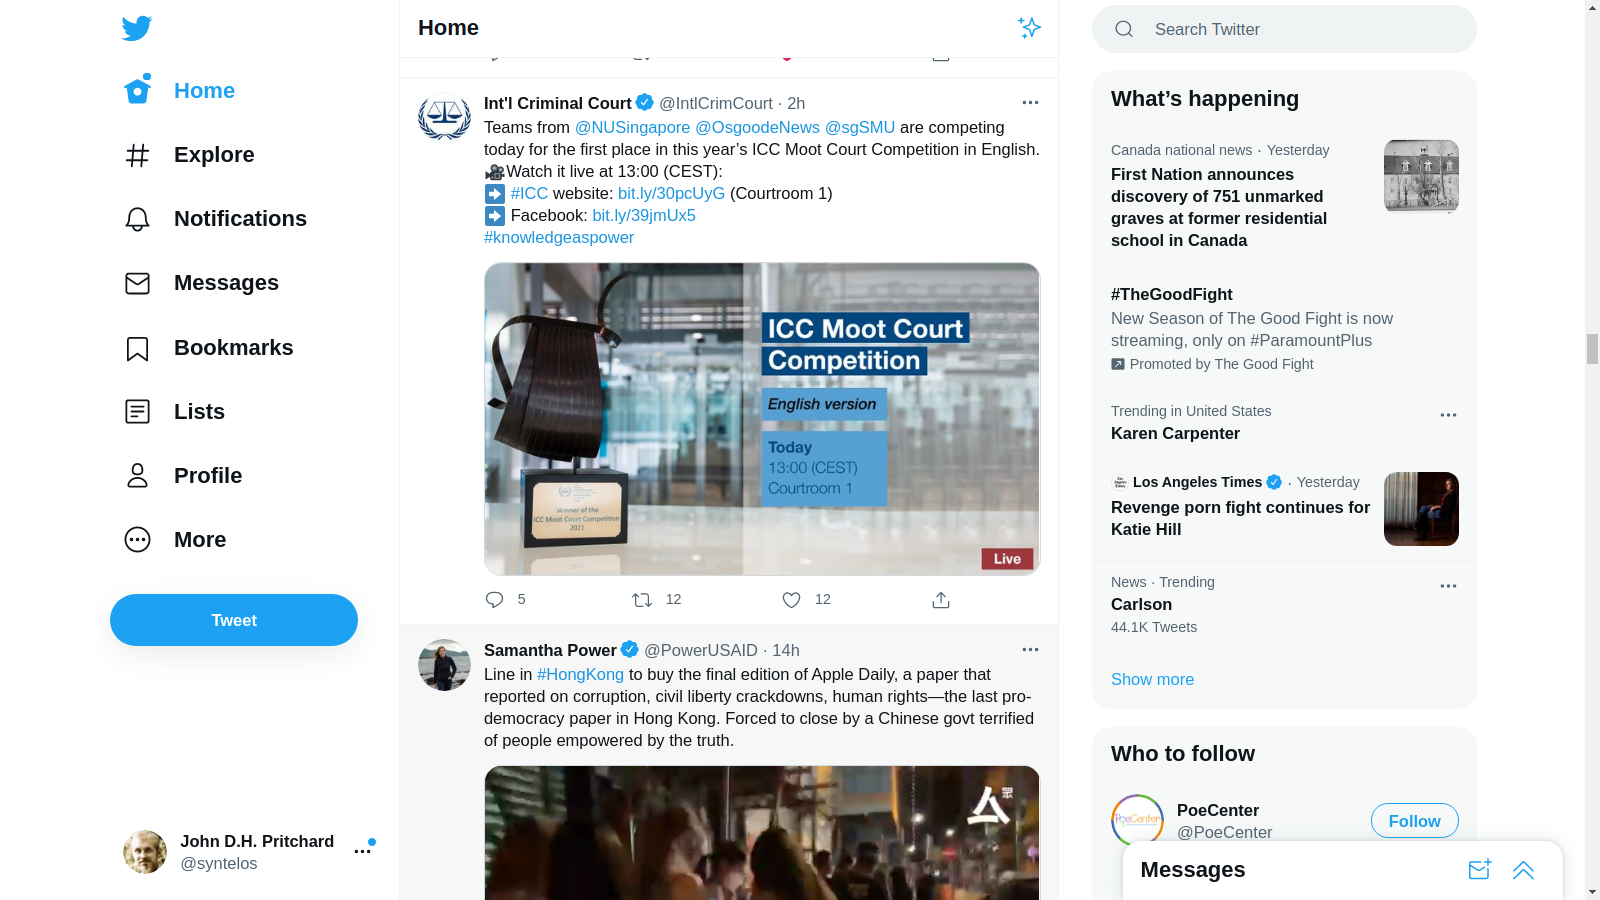 Home
Explore
Notifications
Messages
Bookmarks
Lists
Profile
More
Tweet
John D.H. Pritchard
@syntelos
Home
Int'l Criminal Court @IntlCrimCourt · 2h
Teams from @NUSingapore @OsgoodeNews @sgSMU are competing
today for the first place in this year’s ICC Moot Court Competition in English.
🎥Watch it live at 13:00 (CEST):
➡️ #ICC website: bit.ly/30pcUyG (Courtroom 1)
➡️ Facebook: bit.ly/39jmUx5
#knowledgeaspower
ICC Moot Court
Competition
English version
Today
13:00 (CEST)
Courtroom 1
Winner of the
ICC Moot Court Competition
2021
Live
5 12 12
Samantha Power @PowerUSAID · 14h
Line in #HongKong to buy the final edition of Apple Daily, a paper that
reported on corruption, civil liberty crackdowns, human rights—the last pro-
democracy paper in Hong Kong. Forced to close by a Chinese govt terrified
of people empowered by the truth.
Search Twitter
What’s happening
Canada national news · Yesterday
First Nation announces
discovery of 751 unmarked
graves at former residential
school in Canada
#TheGoodFight
New Season of The Good Fight is now
streaming, only on #ParamountPlus
Promoted by The Good Fight
Trending in United States
Karen Carpenter
Los Angeles Times · Yesterday
Revenge porn fight continues for
Katie Hill
News · Trending
Carlson
44.1K Tweets
Show more
Who to follow
PoeCenter
PoeCenter
@PoeCenter
Follow
Messages